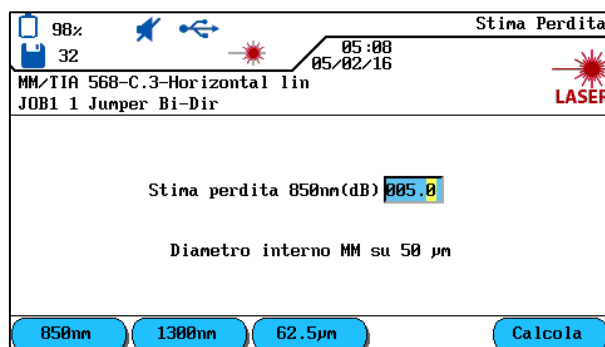 98%
Stima Perdita
32
05:08
05/02/16
MM/TIA 568-C.3-Horizontal lin
JOB1 1 Jumper Bi-Dir
LASER
Stima perdita 850nm(dB) 005.0
Diametro interno MM su 50 µm
850nm
1300nm
62.5µm
Calcola